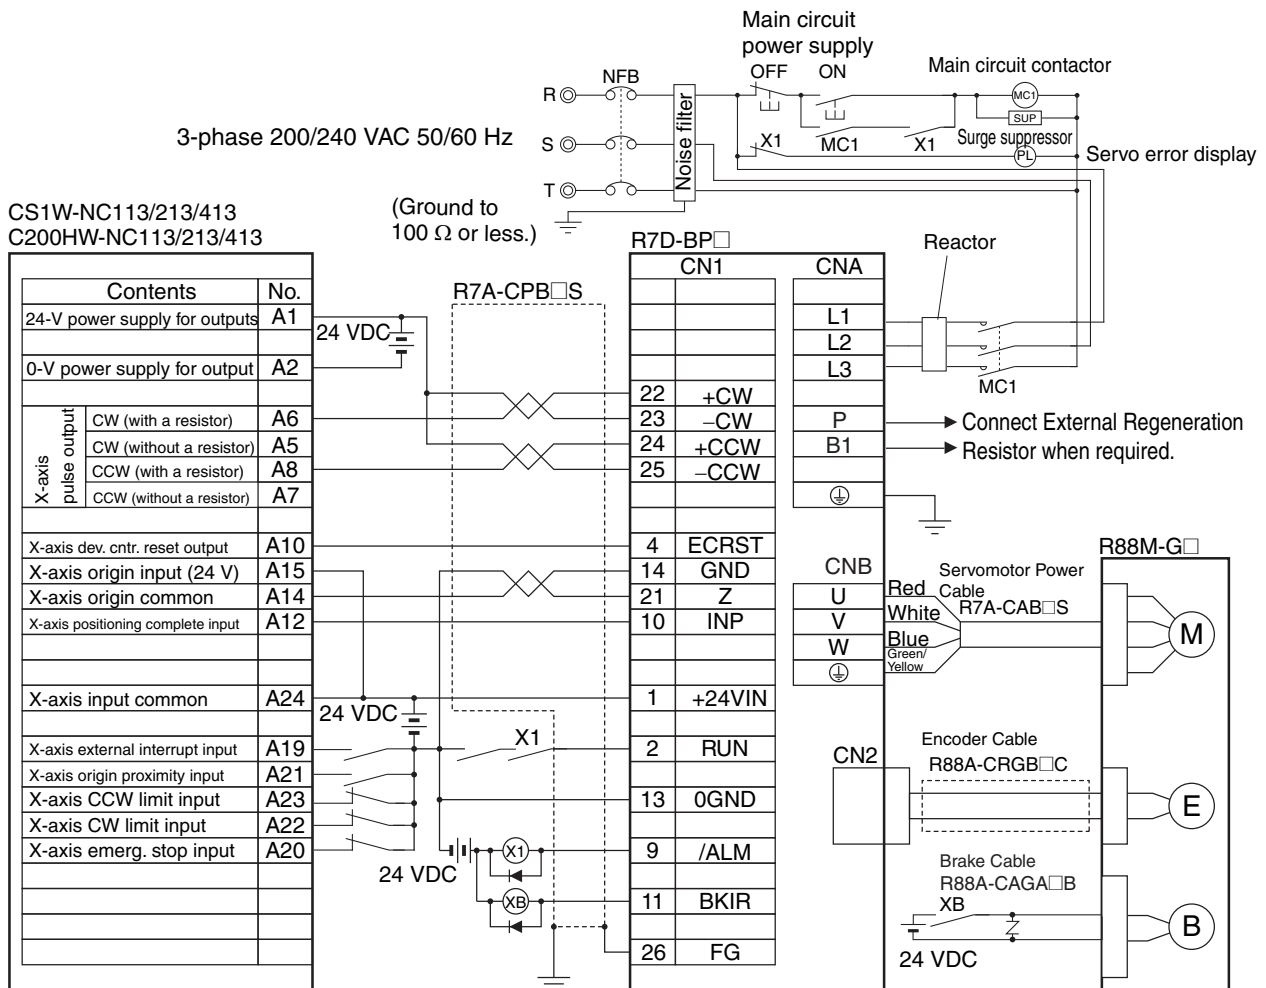 Main circuit
power supply
OFF ON
Main circuit contactor
NFB
R
MC1
SUP
3-phase 200/240 VAC 50/60 Hz
S
Noise filter
X1
MC1
X1
Surge suppressor
PL
Servo error display
T
CS1W-NC113/213/413
C200HW-NC113/213/413
(Ground to
100 Ω or less.)
R7D-BP□
Reactor
CN1
CNA
Contents No.
R7A-CPB□S
24-V power supply for outputs A1
24 VDC
L1
L2
0-V power supply for output A2
L3
MC1
22 +CW
X-axis
pulse output
CW (with a resistor) A6
23 −CW
P
Connect External Regeneration
CW (without a resistor) A5
24 +CCW
B1
Resistor when required.
CCW (with a resistor) A8
25 −CCW
CCW (without a resistor) A7
X-axis dev. cntr. reset output A10
4 ECRST
R88M-G□
X-axis origin input (24 V) A15
14 GND
CNB
Servomotor Power
Cable
R7A-CAB□S
X-axis origin common A14
21 Z
U
Red
X-axis positioning complete input A12
10 INP
V
White
M
W
Blue
Green/
Yellow
X-axis input common A24
24 VDC
1 +24VIN
X-axis external interrupt input A19
X1
2 RUN
CN2
Encoder Cable
R88A-CRGB□C
X-axis origin proximity input A21
X-axis CCW limit input A23
13 0GND
E
X-axis CW limit input A22
X-axis emerg. stop input A20
24 VDC
X1
9 /ALM
Brake Cable
R88A-CAGA□B
XB
XB
11 BKIR
B
26 FG
24 VDC